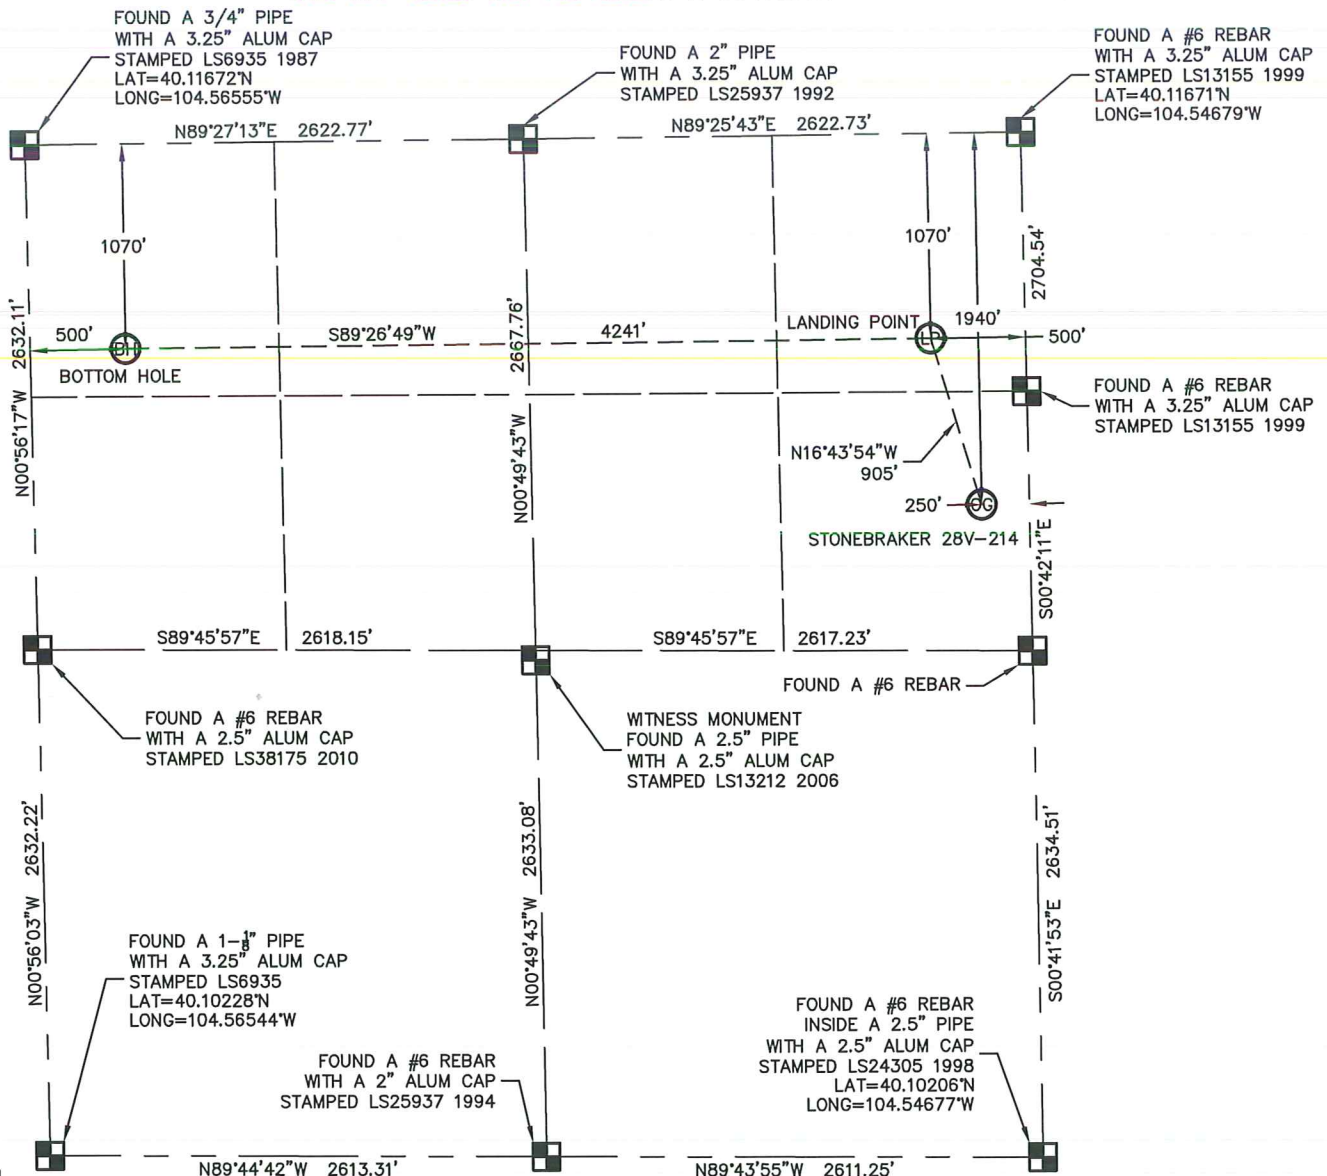 FOUND A 3/4" PIPE
WITH A 3.25" ALUM CAP
STAMPED LS6935 1987
LAT=40.11672°N
LONG=104.56555°W
FOUND A 2" PIPE
WITH A 3.25" ALUM CAP
STAMPED LS25937 1992
FOUND A #6 REBAR
WITH A 3.25" ALUM CAP
STAMPED LS13155 1999
LAT=40.11671°N
LONG=104.54679°W
N89°27'13"E 2622.77'
N89°25'43"E 2622.73'
1070'
1070'
2704.54'
N00°56'17"W 2632.11'
500'
S89°26'49"W
2667.76'
4241'
LANDING POINT
1940'
500'
BH
LP
BOTTOM HOLE
FOUND A #6 REBAR
WITH A 3.25" ALUM CAP
STAMPED LS13155 1999
N00°49'43"W
N16°43'54"W
905'
250'
OG
STONEBRAKER 28V-214
S00°42'11"E
S89°45'57"E 2618.15'
S89°45'57"E 2617.23'
FOUND A #6 REBAR
FOUND A #6 REBAR
WITH A 2.5" ALUM CAP
STAMPED LS38175 2010
WITNESS MONUMENT
FOUND A 2.5" PIPE
WITH A 2.5" ALUM CAP
STAMPED LS13212 2006
N00°56'03"W 2632.22'
N00°49'43"W 2633.08'
S00°41'53"E 2634.51'
FOUND A 1-1/8" PIPE
WITH A 3.25" ALUM CAP
STAMPED LS6935
LAT=40.10228°N
LONG=104.56544°W
FOUND A #6 REBAR
WITH A 2" ALUM CAP
STAMPED LS25937 1994
FOUND A #6 REBAR
INSIDE A 2.5" PIPE
WITH A 2.5" ALUM CAP
STAMPED LS24305 1998
LAT=40.10206°N
LONG=104.54677°W
N89°44'42"W 2613.31'
N89°43'55"W 2611.25'